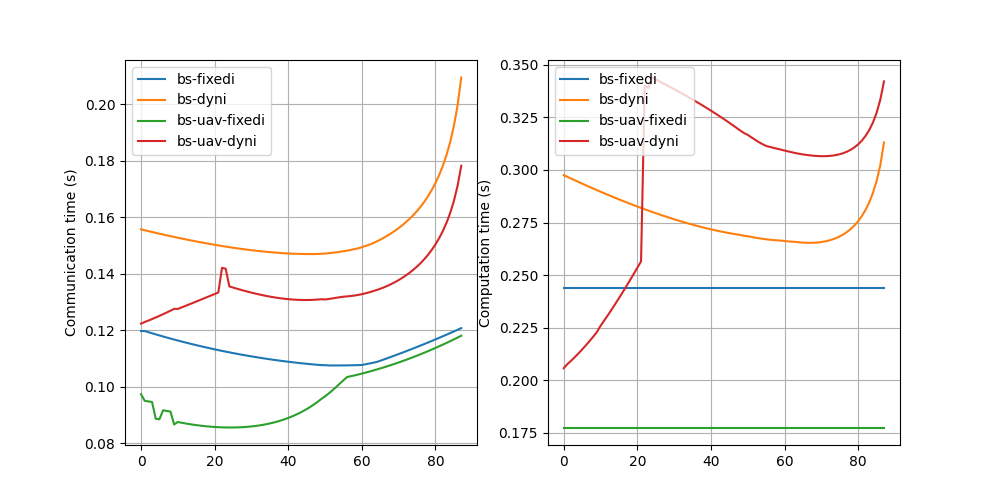 Communication time (s)
0.20
0.18
0.16
0.14
0.12
0.10
0.08
0
20
40
60
80
bs-fixedi
bs-dyni
bs-uav-fixedi
bs-uav-dyni
Computation time (s)
0.350
0.325
0.300
0.275
0.250
0.225
0.200
0.175
0
20
40
60
80
bs-fixedi
bs-dyni
bs-uav-fixedi
bs-uav-dyni